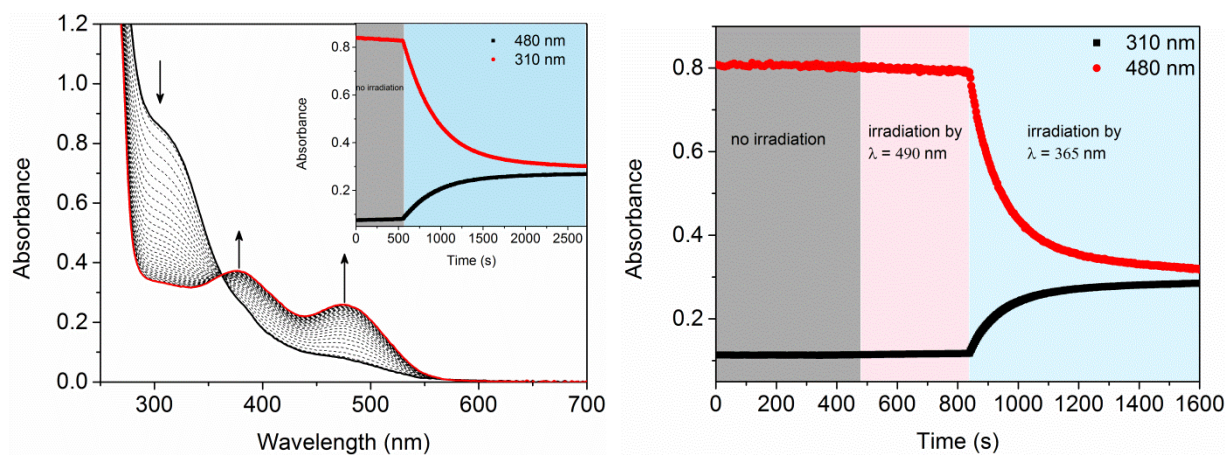 1.2
1.0
0.8
0.6
0.4
0.2
0.0
Absorbance
300
400
500
600
700
Wavelength (nm)
0.8
0.6
0.4
0.2
Absorbance
no irradiation
480 nm
310 nm
0
500
1000
1500
2000
2500
Time (s)
0.8
0.6
0.4
0.2
Absorbance
310 nm
480 nm
no irradiation
irradiation by
λ = 490 nm
irradiation by
λ = 365 nm
0
200
400
600
800
1000
1200
1400
1600
Time (s)